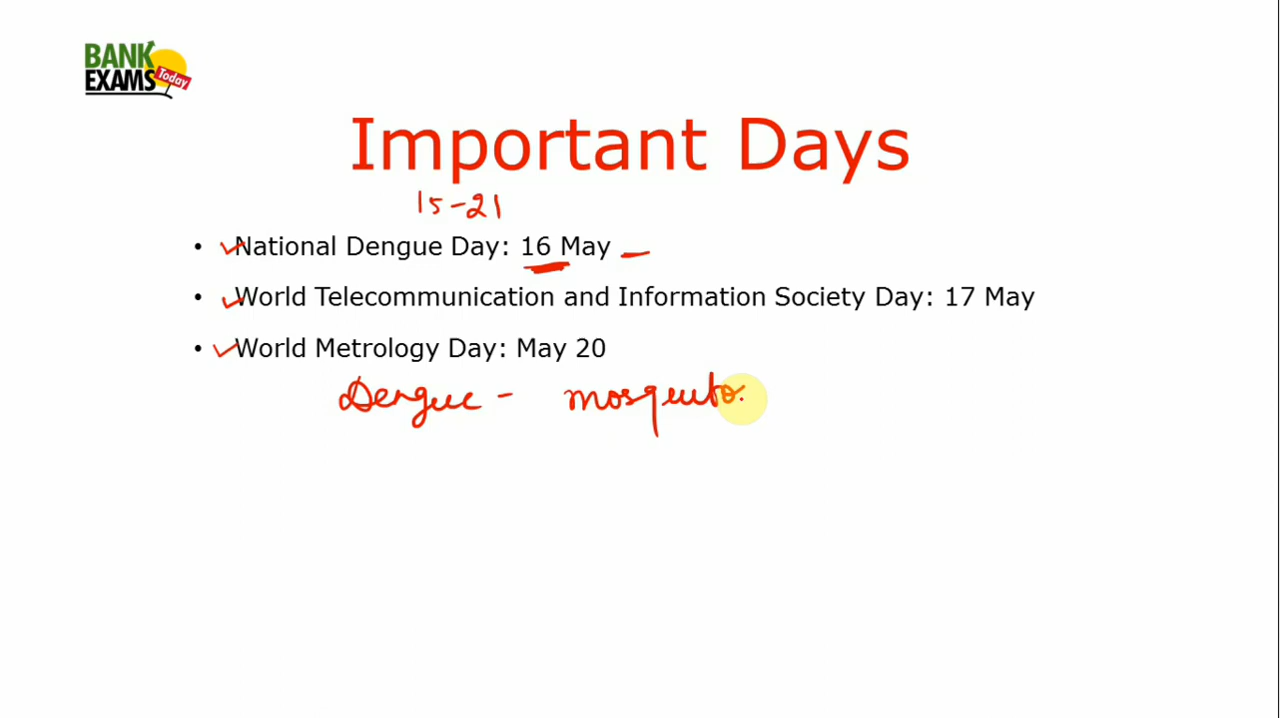 BANK
EXAMS Today
Important Days
15-21
• National Dengue Day: 16 May –
• World Telecommunication and Information Society Day: 17 May
• World Metrology Day: May 20
Dengue - mosquito.